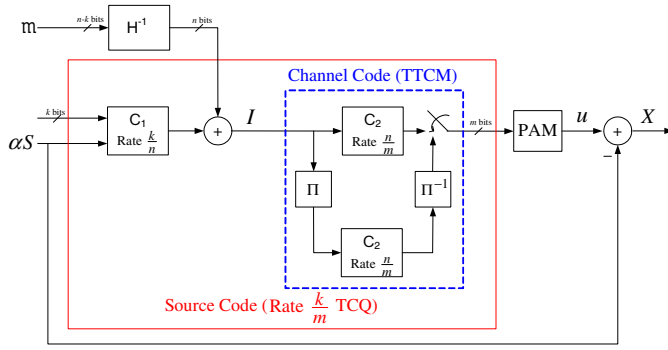 m
n-k bits
H⁻¹
n bits
Channel Code (TTCM)
k bits
C₁
Rate k/n
αS
+
I
C₂
Rate n/m
m bits
PAM
u
+
−
X
Π
Π⁻¹
C₂
Rate n/m
Source Code (Rate k/m TCQ)